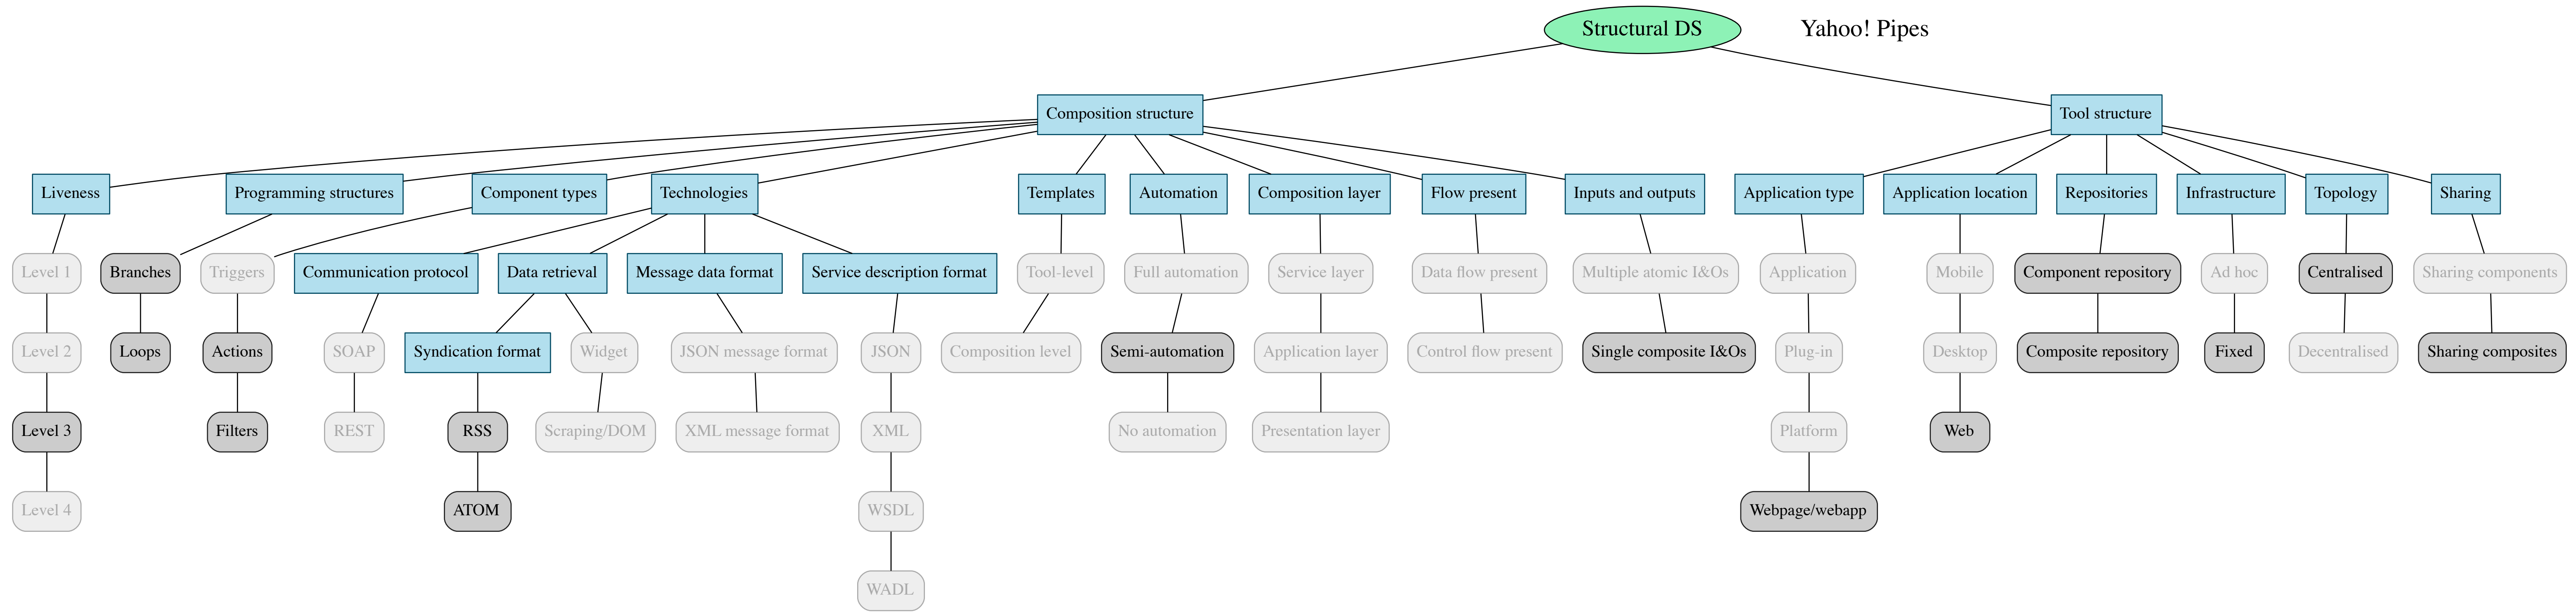 Structural DS
Yahoo! Pipes
Composition structure
Tool structure
Liveness
Programming structures
Component types
Technologies
Templates
Automation
Composition layer
Flow present
Inputs and outputs
Application type
Application location
Repositories
Infrastructure
Topology
Sharing
Level 1
Branches
Triggers
Communication protocol
Data retrieval
Message data format
Service description format
Tool-level
Full automation
Service layer
Data flow present
Multiple atomic I&Os
Application
Mobile
Component repository
Ad hoc
Centralised
Sharing components
Level 2
Loops
Actions
SOAP
Syndication format
Widget
JSON message format
JSON
Composition level
Semi-automation
Application layer
Control flow present
Single composite I&Os
Plug-in
Desktop
Composite repository
Fixed
Decentralised
Sharing composites
Level 3
Filters
REST
RSS
Scraping/DOM
XML message format
XML
No automation
Presentation layer
Platform
Web
Level 4
ATOM
WSDL
Webpage/webapp
WADL